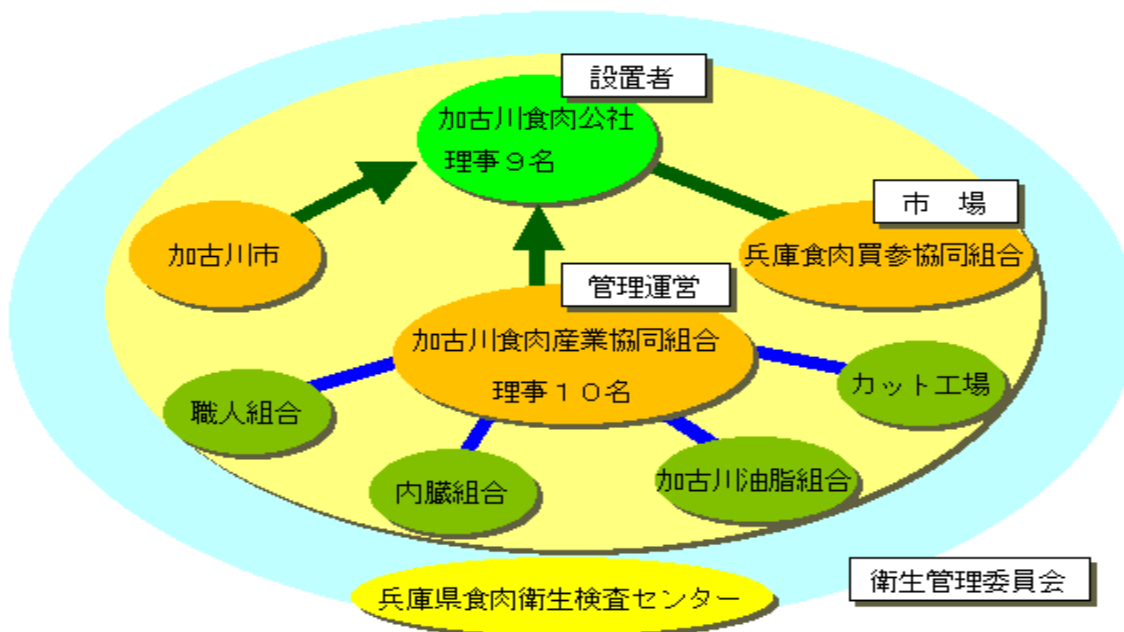 設置者
加古川食肉公社
理事９名
市　場
加古川市
兵庫食肉買参協同組合
管理運営
加古川食肉産業協同組合
理事１０名
カット工場
職人組合
内臓組合
加古川油脂組合
衛生管理委員会
兵庫県食肉衛生検査センター